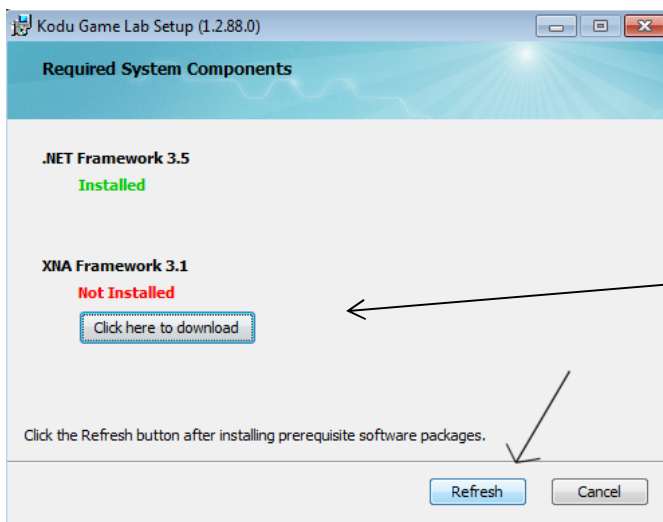 Kodu Game Lab Setup (1.2.88.0)
Required System Components
.NET Framework 3.5
Installed
XNA Framework 3.1
Not Installed
Click here to download
Click the Refresh button after installing prerequisite software packages.
Refresh Cancel